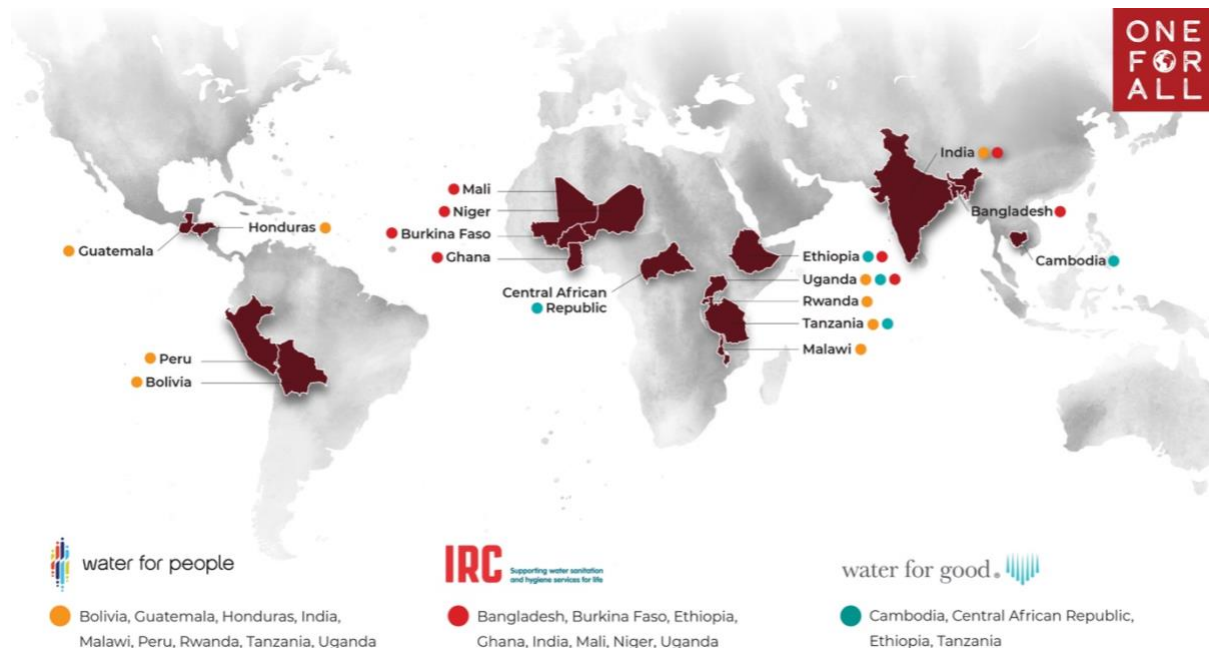 ONE
FOR
ALL
India
Mali
Niger
Bangladesh
Honduras
Burkina Faso
Guatemala
Ghana
Ethiopia
Cambodia
Uganda
Central African
Republic
Rwanda
Tanzania
Malawi
Peru
Bolivia
water for people
IRC
Supporting water sanitation
and hygiene services for life
water for good®
Bolivia, Guatemala, Honduras, India,
Malawi, Peru, Rwanda, Tanzania, Uganda
Bangladesh, Burkina Faso, Ethiopia,
Ghana, India, Mali, Niger, Uganda
Cambodia, Central African Republic,
Ethiopia, Tanzania